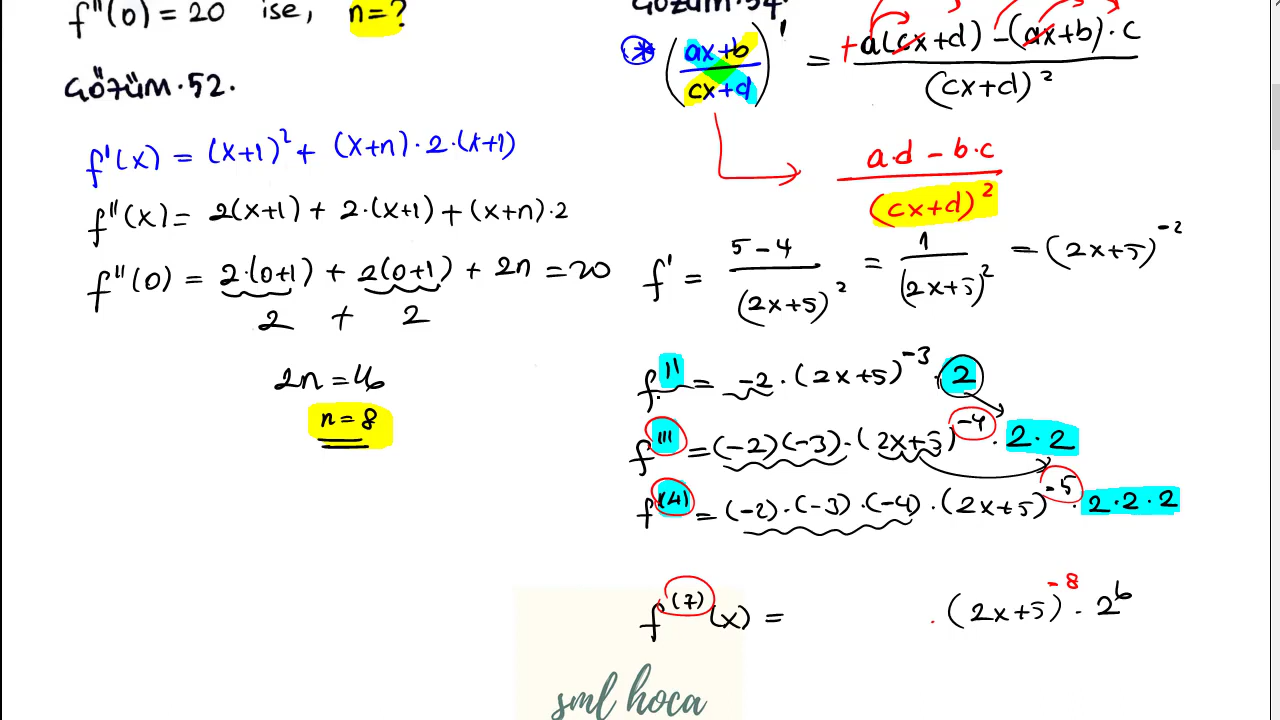 f''(0) = 20 ise, n = ?
Çözüm.52.
f'(x) = (x+1)² + (x+n)·2·(x+1)
f''(x) = 2(x+1) + 2·(x+1) + (x+n)·2
f''(0) = 2·(0+1) + 2(0+1) + 2n = 20
2 + 2
2n = 16
n = 8
Çözüm.54.
* ((ax+b)/(cx+d))' = (+a(cx+d) - (ax+b)·c)/(cx+d)²
(a·d - b·c)/(cx+d)²
f' = (5-4)/(2x+5)² = 1/(2x+5)² = (2x+5)⁻²
f'' = -2·(2x+5)⁻³·2
f''' = (-2)(-3)·(2x+5)⁻⁴·2·2
f⁽⁴⁾ = (-2)·(-3)·(-4)·(2x+5)⁻⁵·2·2·2
f⁽⁷⁾(x) = ·(2x+5)⁻⁸·2⁶
sml hoca